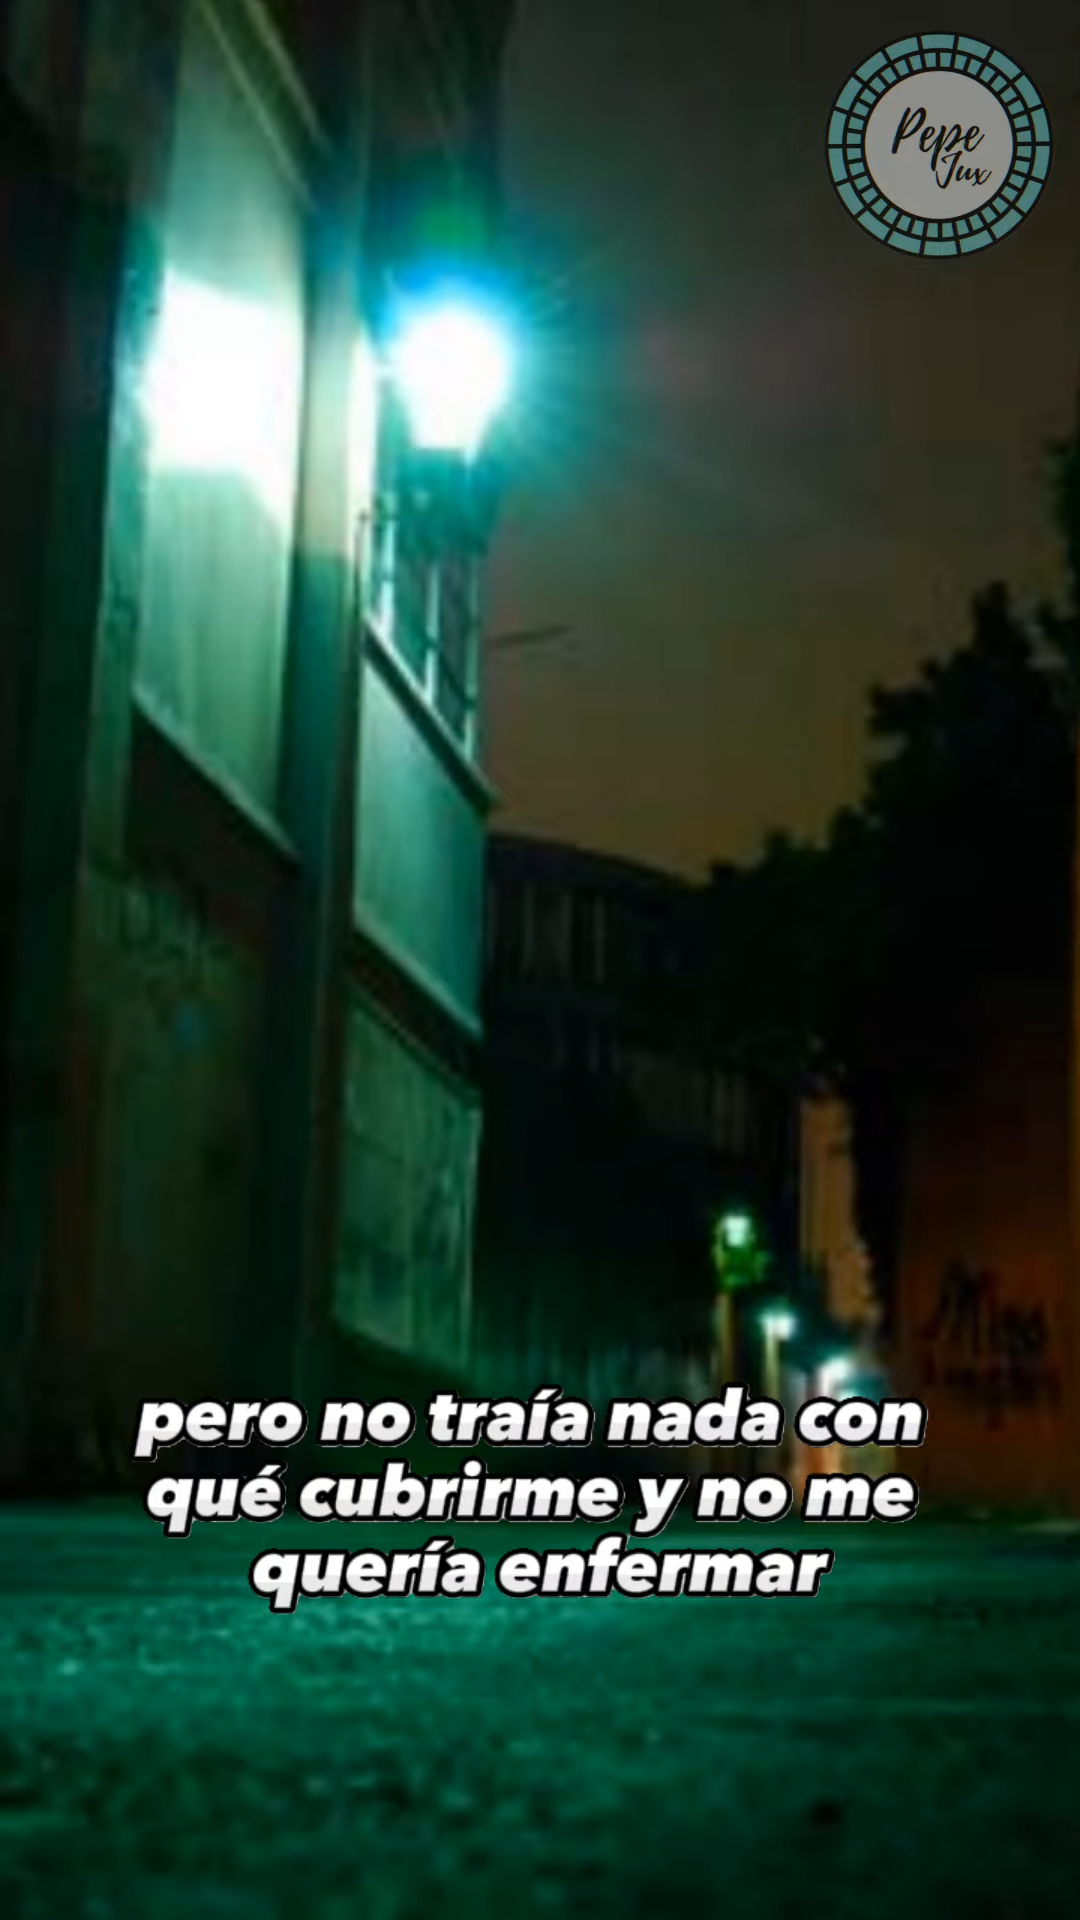 Pepe
Jux
pero no traía nada con
qué cubrirme y no me
quería enfermar